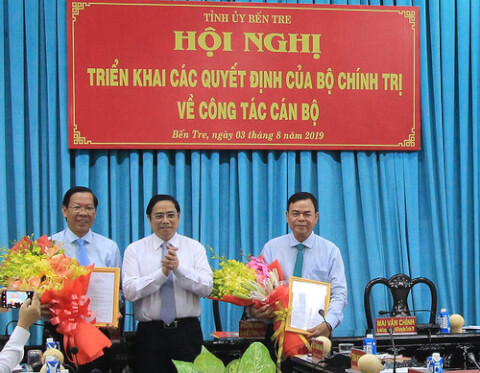 TỈNH ỦY BẾN TRE
HỘI NGHỊ
TRIỂN KHAI CÁC QUYẾT ĐỊNH CỦA BỘ CHÍNH TRỊ
VỀ CÔNG TÁC CÁN BỘ
Bến Tre, ngày 03 tháng 8 năm 2019
MAI VĂN CHÍNH